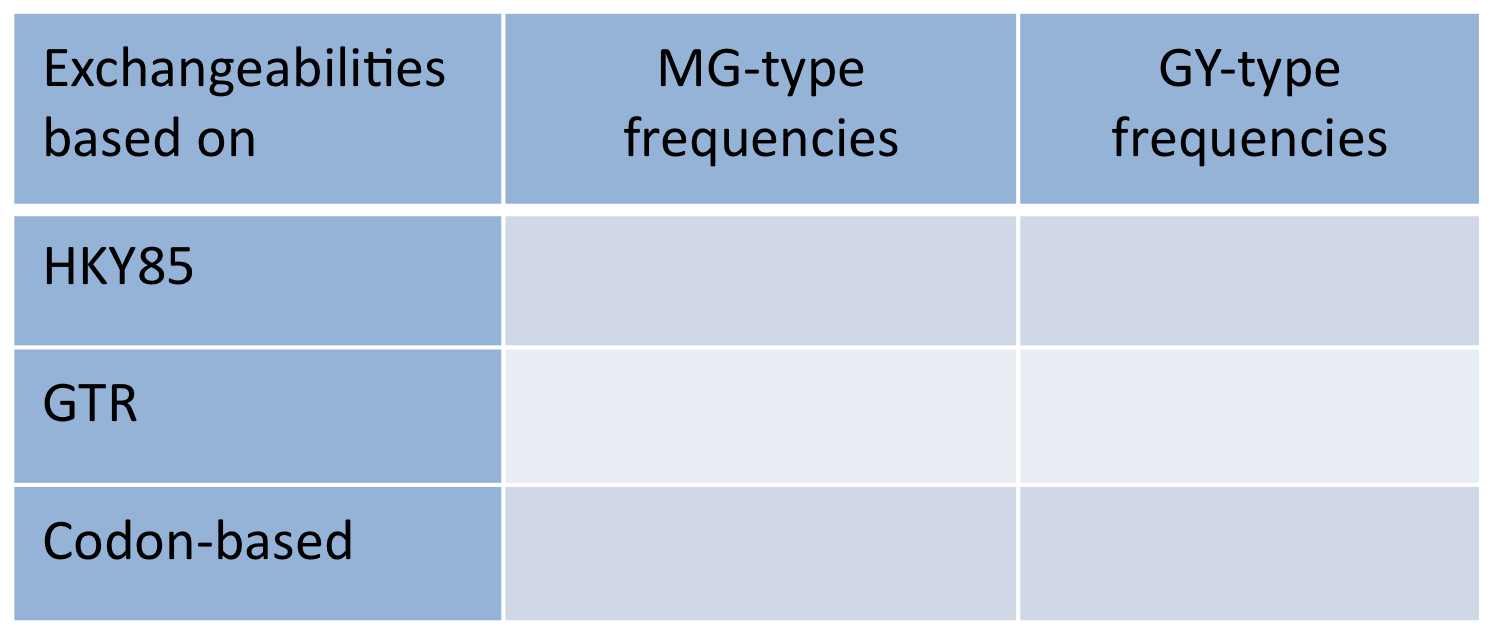 Exchangeabilities
based on
MG-type
frequencies
GY-type
frequencies
HKY85
GTR
Codon-based